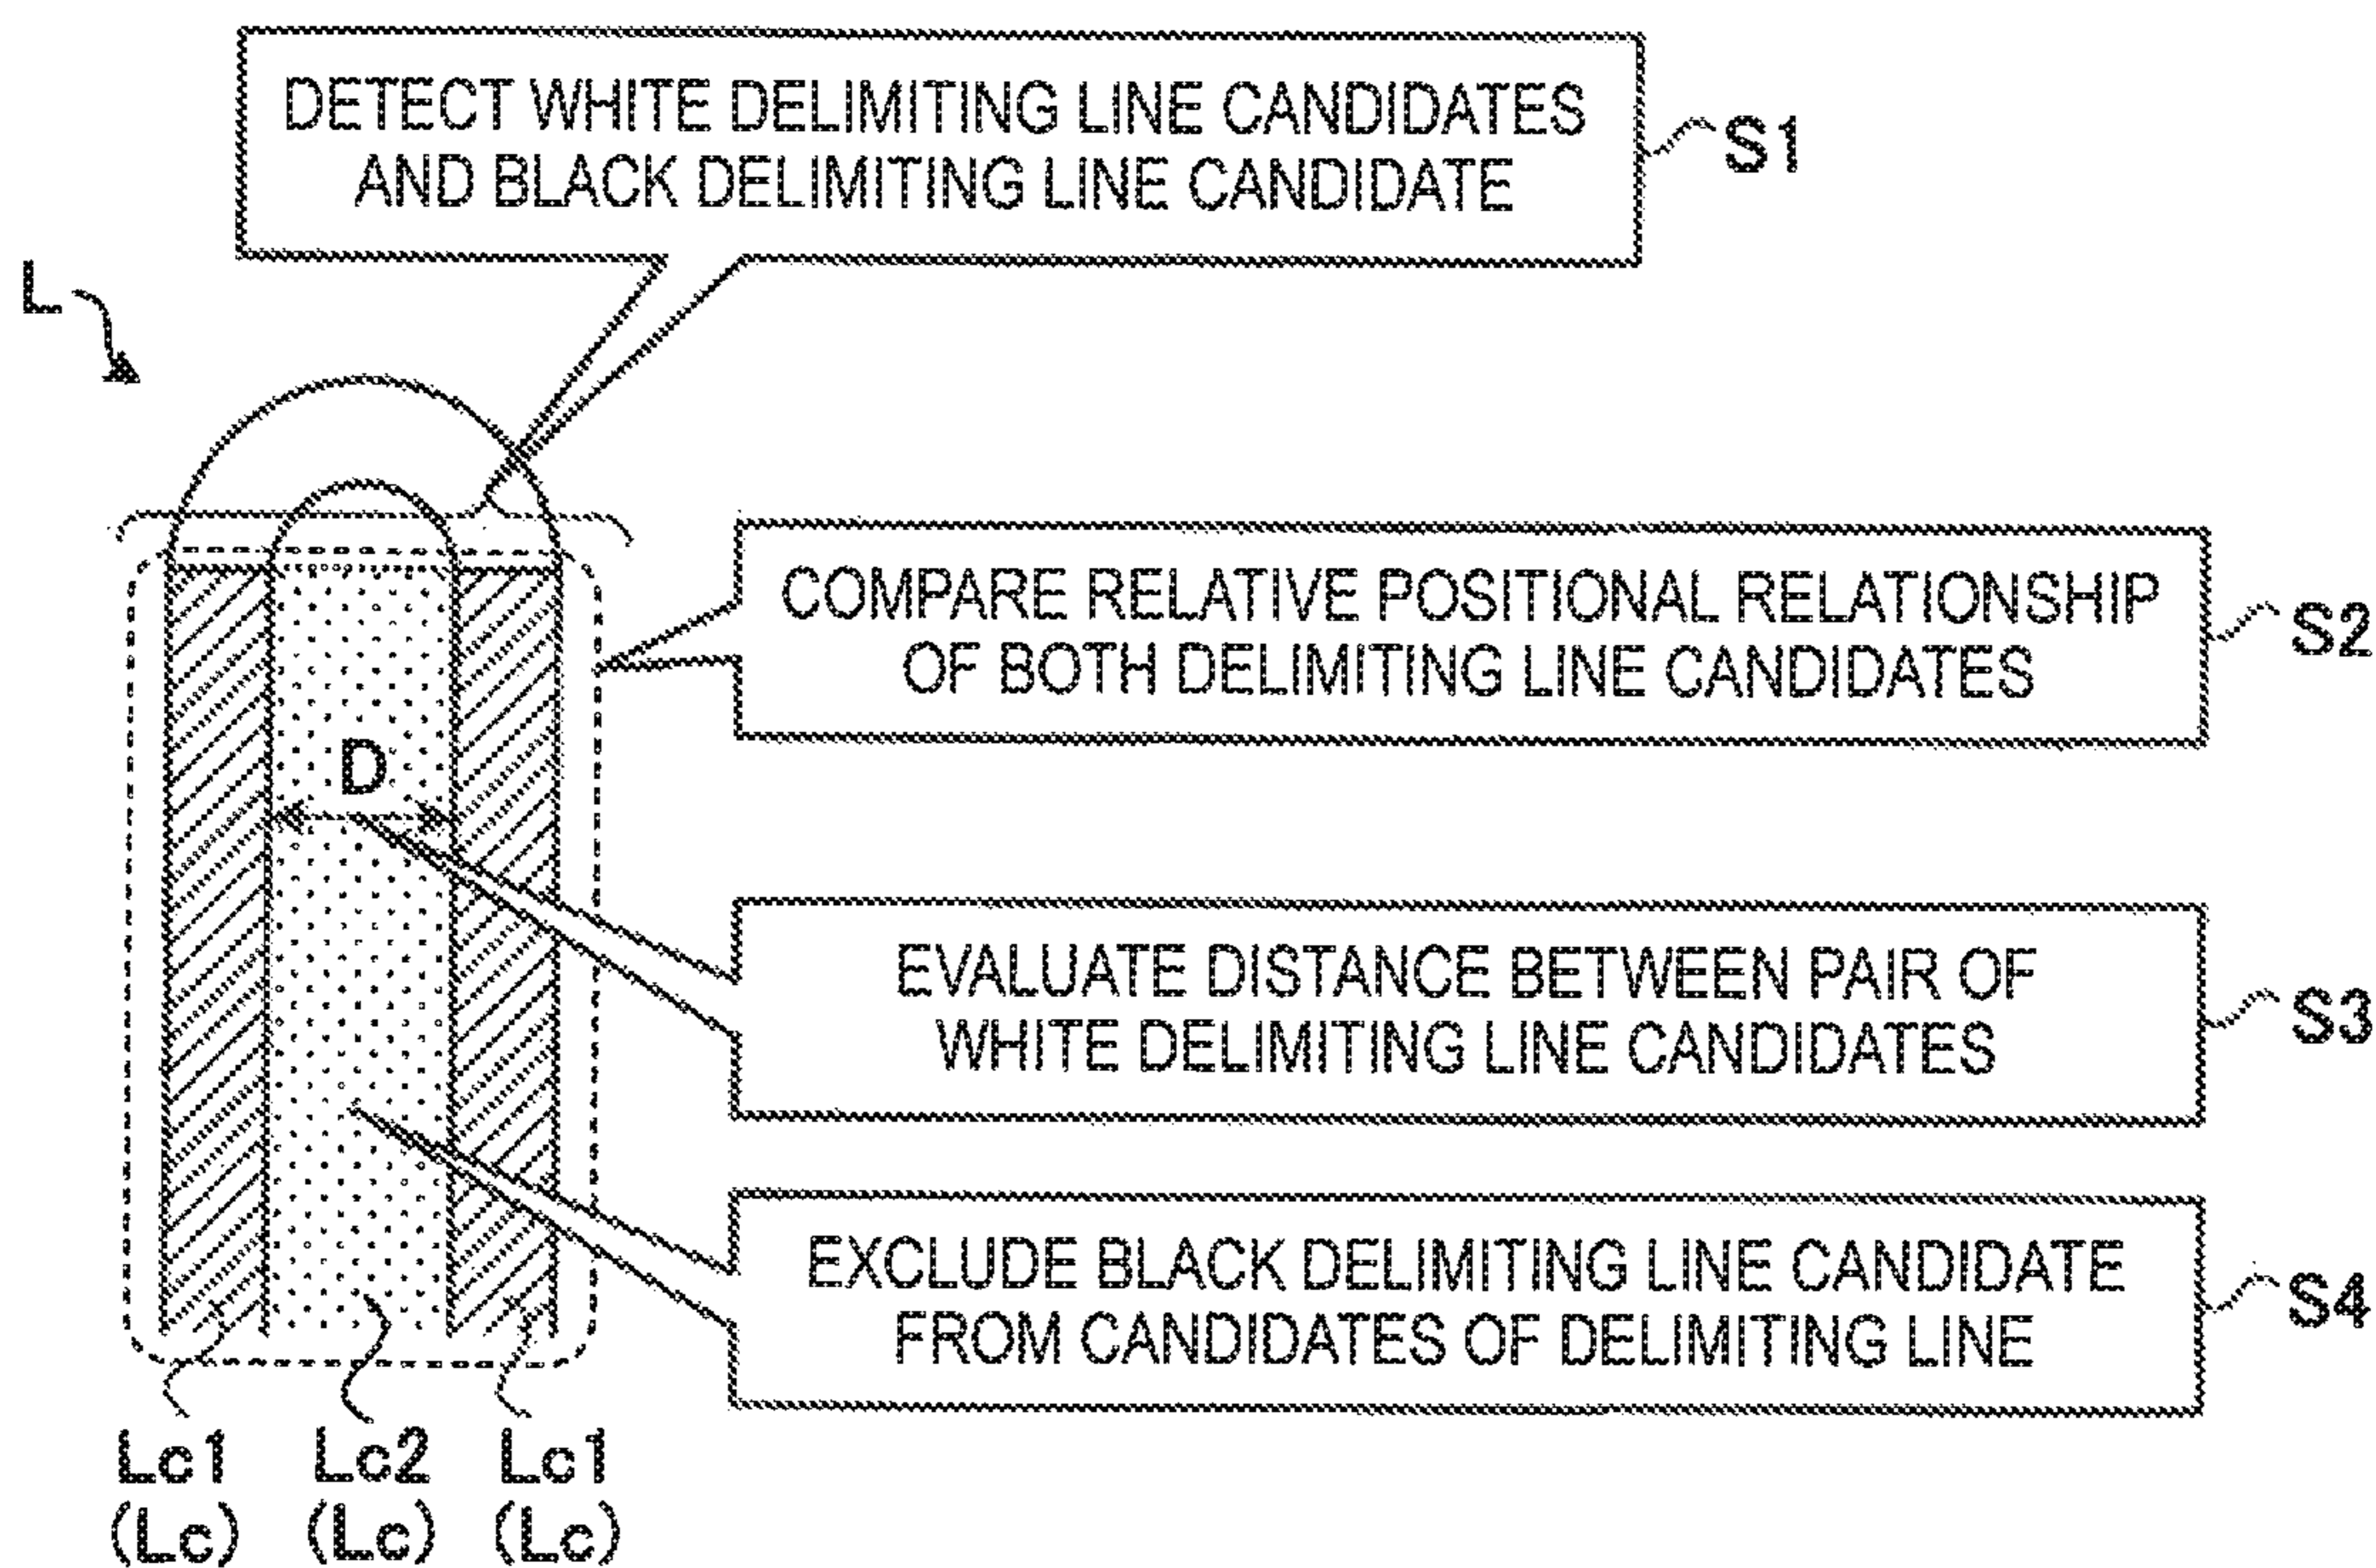 DETECT WHITE DELIMITING LINE CANDIDATES
AND BLACK DELIMITING LINE CANDIDATE
S1
L
COMPARE RELATIVE POSITIONAL RELATIONSHIP
OF BOTH DELIMITING LINE CANDIDATES
S2
D
EVALUATE DISTANCE BETWEEN PAIR OF
WHITE DELIMITING LINE CANDIDATES
S3
EXCLUDE BLACK DELIMITING LINE CANDIDATE
FROM CANDIDATES OF DELIMITING LINE
S4
Lc1 Lc2 Lc1
(Lc) (Lc) (Lc)